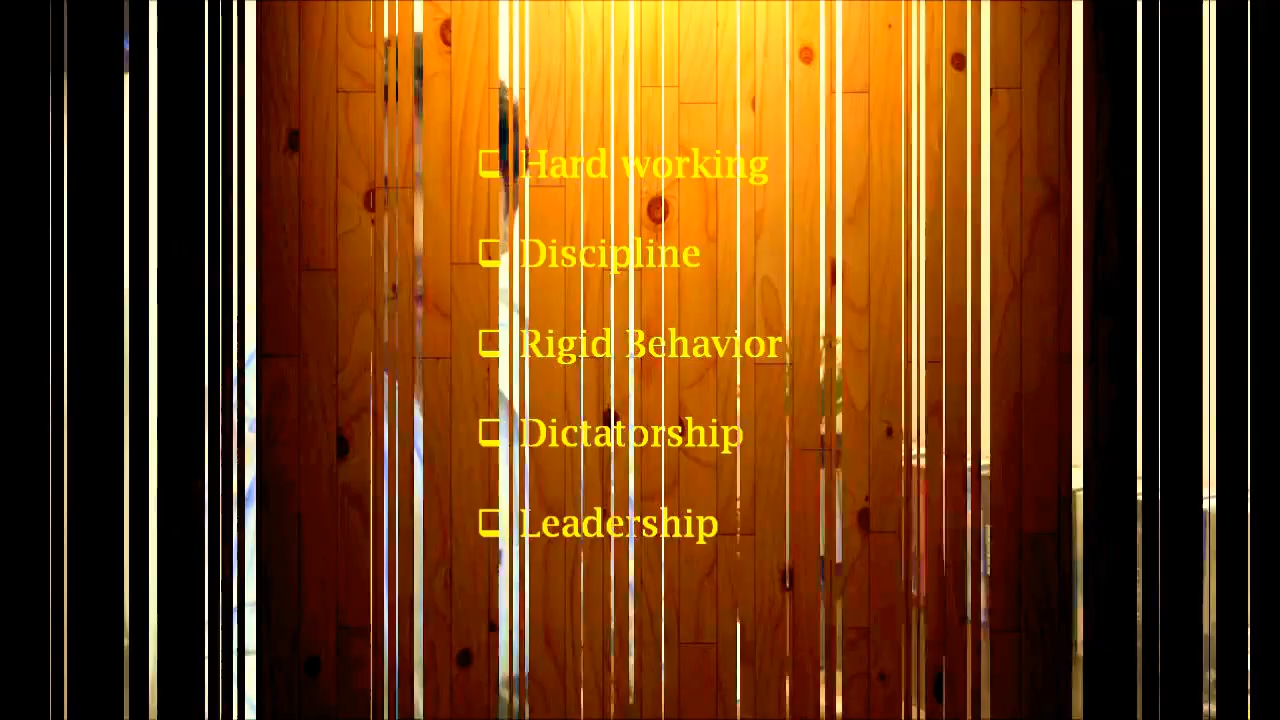 ❑ Hard working
❑ Discipline
❑ Rigid Behavior
❑ Dictatorship
❑ Leadership